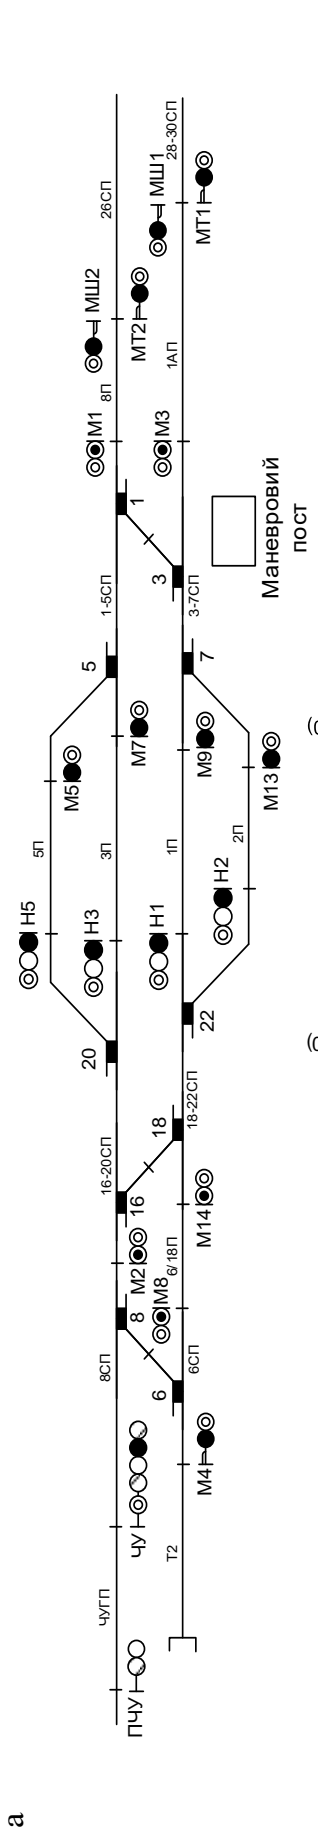 а
Н5
5П
М5
20
5
Н3
М1
МШ2
ЧУГП
8СП
16-20СП
3П
1-5СП
8П
26СП
ПЧУ
ЧУ
8
М2
16
М7
1
МТ2
6
М8
18
Н1
3
М3
МШ1
Т2
6/18П
1П
1АП
28-30СП
6СП
18-22СП
3-7СП
М4
М14
22
М9
7
МТ1
Н2
2П
М13
Маневровий
пост